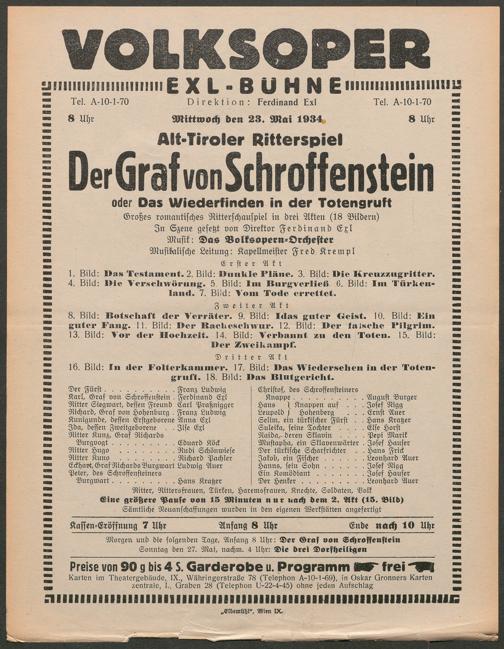 VOLKSOPER
EXL-BÜHNE
Tel. A-10-1-70 Direktion: Ferdinand Exl Tel. A-10-1-70
8 Uhr Mittwoch den 23. Mai 1934 8 Uhr
Alt-Tiroler Ritterspiel
Der Graf von Schroffenstein
oder Das Wiederfinden in der Totengruft
Großes romantisches Ritterschauspiel in drei Akten (18 Bildern)
In Szene gesetzt von Direktor Ferdinand Exl
Musik: Das Volksopern-Orchester
Musikalische Leitung: Kapellmeister Fred Krempl
Erster Akt
1. Bild: Das Testament. 2. Bild: Dunkle Pläne. 3. Bild: Die Kreuzzugritter.
4. Bild: Die Verschwörung. 5. Bild: Im Burgverließ 6. Bild: Im Türken-
land. 7. Bild: Vom Tode errettet.
Zweiter Akt
8. Bild: Botschaft der Verräter. 9. Bild: Idas guter Geist. 10. Bild: Ein
guter Fang. 11. Bild: Der Racheschwur. 12. Bild: Der falsche Pilgrim.
13. Bild: Vor der Hochzeit. 14. Bild: Verbannt zu den Toten. 15. Bild:
Der Zweikampf.
Dritter Akt
16. Bild: In der Folterkammer. 17. Bild: Das Wiedersehen in der Toten-
gruft. 18. Bild: Das Blutgericht.
Der Fürst Franz Ludwig
Karl, Graf von Schroffenstein Ferdinand Exl
Ritter Siegwart, dessen Freund Carl Praßnigger
Richard, Graf von Hohenburg Franz Ludwig
Kunigunde, dessen Erstgeborene Anna Exl
Ida, dessen Zweitgeborene Ilse Exl
Ritter Kunz, Graf Richards
Burgvogt Eduard Köck
Ritter Hugo Rudi Schönwiese
Ritter Kuno Richard Pühler
Eckhart, Graf Richards Burgwart Ludwig Auer
Peter, des Schroffensteiners
Burgwart Hans Kratzer
Christof, des Schroffensteiners
Knappe August Burger
Hans Knappen auf Josef Nigg
Leupold Hohenberg Ernst Auer
Selim, ein türkischer Fürst Hans Kratzer
Suleika, seine Tochter Else Horst
Naida, deren Sklavin Pepi Marik
Mustapha, ein Sklavenwärter Josef Hauser
Der türkische Scharfrichter Hans Frick
Jakob, ein Fischer Leonhard Auer
Hanns, sein Sohn Josef Nigg
Ein Komödiant Josef Hauser
Der Henker Leonhard Auer
Ritter, Rittersfrauen, Türken, Haremsfrauen, Knechte, Soldaten, Volk
Eine größere Pause von 15 Minuten nur nach dem 2. Akt (15. Bild)
Sämtliche Neuanschaffungen wurden in den eigenen Werkstätten angefertigt
Kassen-Eröffnung 7 Uhr Anfang 8 Uhr Ende nach 10 Uhr
Morgen und die folgenden Tage, Anfang 8 Uhr: Der Graf von Schroffenstein
Sonntag den 27. Mai, nachm. 4 Uhr: Die drei Dorfheiligen
Preise von 90 g bis 4 S. Garderobe u. Programm frei
Karten im Theatergebäude, IX., Währingerstraße 78 (Telephon A-10-1-69), in Oskar Gronners Karten
zentrale, I., Graben 28 (Telephon U-22-4-45) ohne jeden Aufschlag
„Elbemühl“, Wien IX.